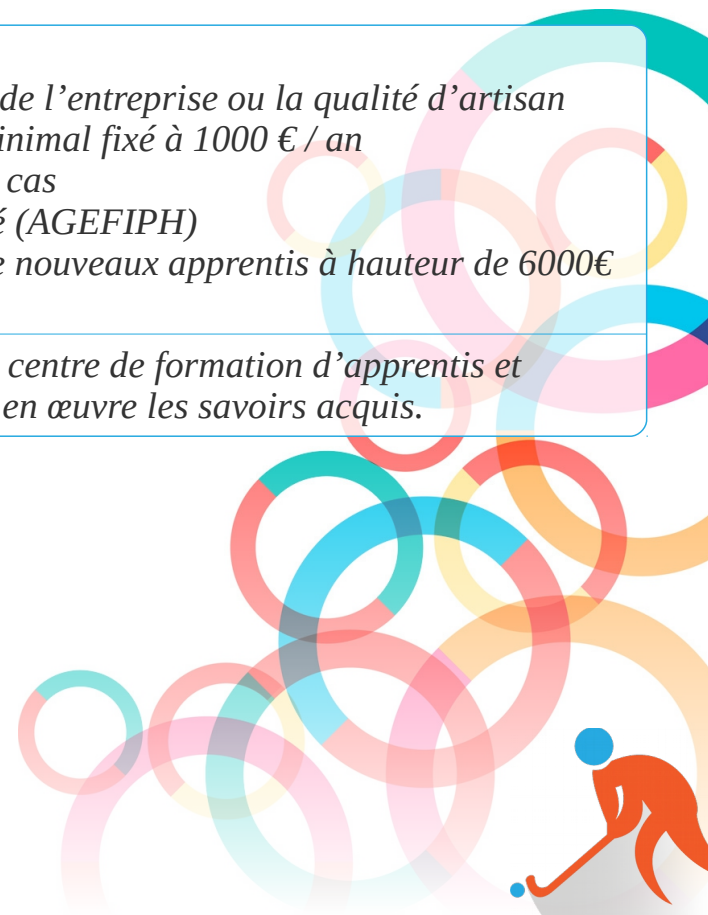 de l’entreprise ou la qualité d’artisan
inimal fixé à 1000 € / an
cas
é (AGEFIPH)
e nouveaux apprentis à hauteur de 6000€
centre de formation d’apprentis et
en œuvre les savoirs acquis.